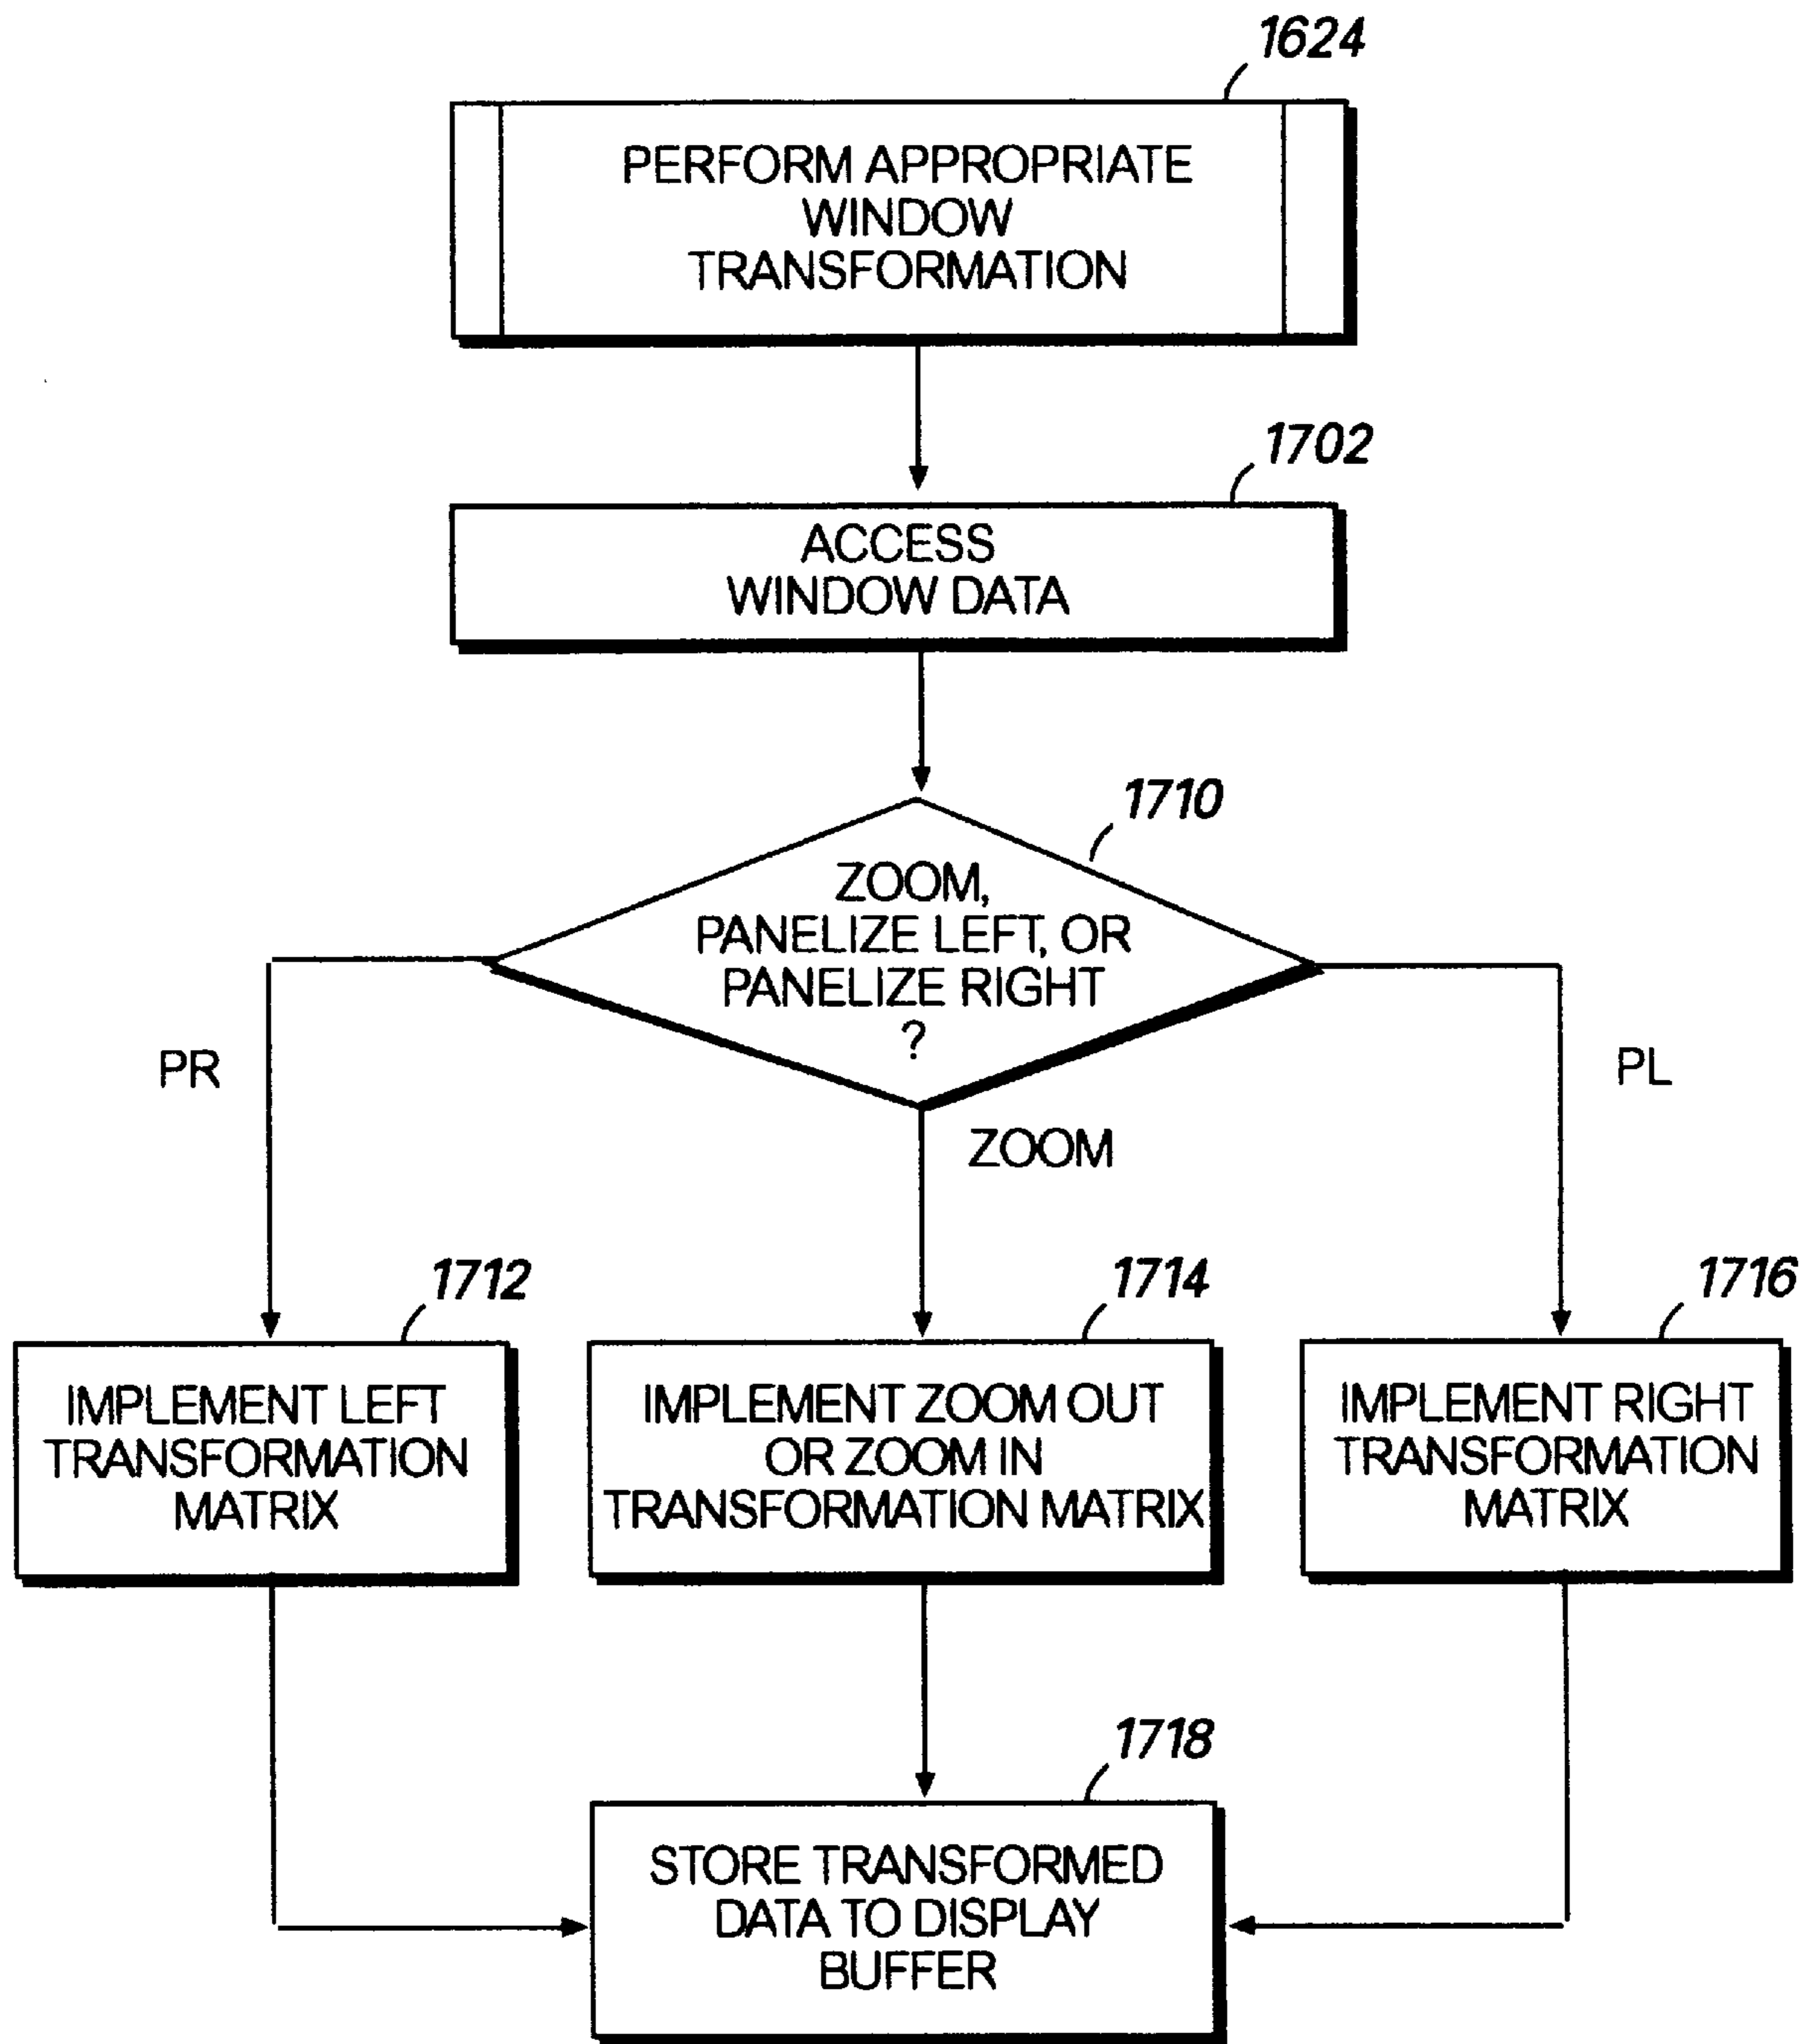 1624
PERFORM APPROPRIATE
WINDOW
TRANSFORMATION
1702
ACCESS
WINDOW DATA
1710
ZOOM,
PANELIZE LEFT, OR
PANELIZE RIGHT
?
PR
PL
ZOOM
1712
IMPLEMENT LEFT
TRANSFORMATION
MATRIX
1714
IMPLEMENT ZOOM OUT
OR ZOOM IN
TRANSFORMATION MATRIX
1716
IMPLEMENT RIGHT
TRANSFORMATION
MATRIX
1718
STORE TRANSFORMED
DATA TO DISPLAY
BUFFER